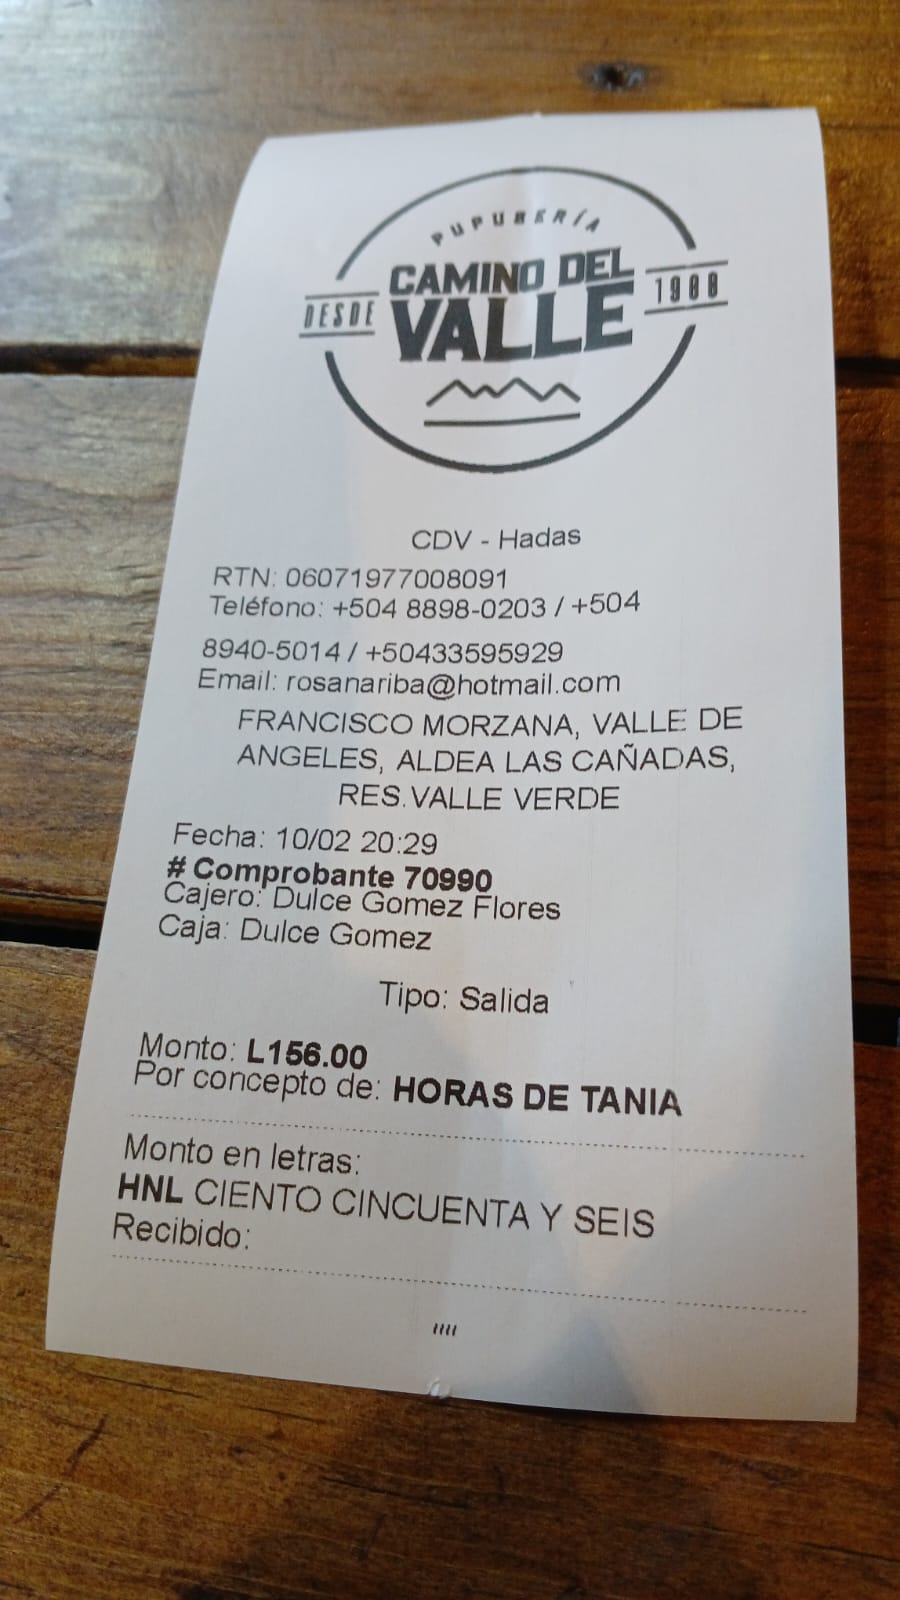 PUPUSERÍA
CAMINO DEL
DESDE VALLE 1988
CDV - Hadas
RTN: 06071977008091
Teléfono: +504 8898-0203 / +504
8940-5014 / +50433595929
Email: rosanariba@hotmail.com
FRANCISCO MORZANA, VALLE DE
ANGELES, ALDEA LAS CAÑADAS,
RES.VALLE VERDE
Fecha: 10/02 20:29
# Comprobante 70990
Cajero: Dulce Gomez Flores
Caja: Dulce Gomez
Tipo: Salida
Monto: L156.00
Por concepto de: HORAS DE TANIA
Monto en letras:
HNL CIENTO CINCUENTA Y SEIS
Recibido:
////